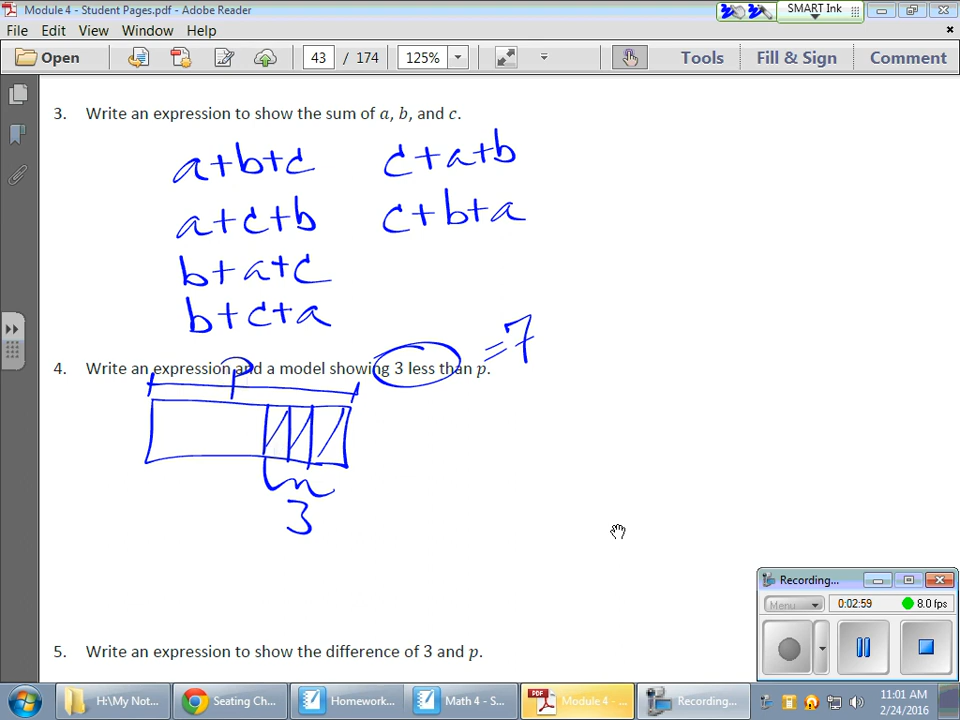 Module 4 - Student Pages.pdf - Adobe Reader
SMART Ink
File Edit View Window Help
Open 43 / 174 125% Tools Fill & Sign Comment
3. Write an expression to show the sum of a, b, and c.
a+b+c c+a+b
a+c+b c+b+a
b+a+c
b+c+a
=7
4. Write an expression and a model showing 3 less than p.
P
3
Recording...
Menu 0:02:59 8.0 fps
5. Write an expression to show the difference of 3 and p.
H:\My Not... Seating Ch... Homework... Math 4 - S... Module 4 - ... Recording...
11:01 AM
2/24/2016